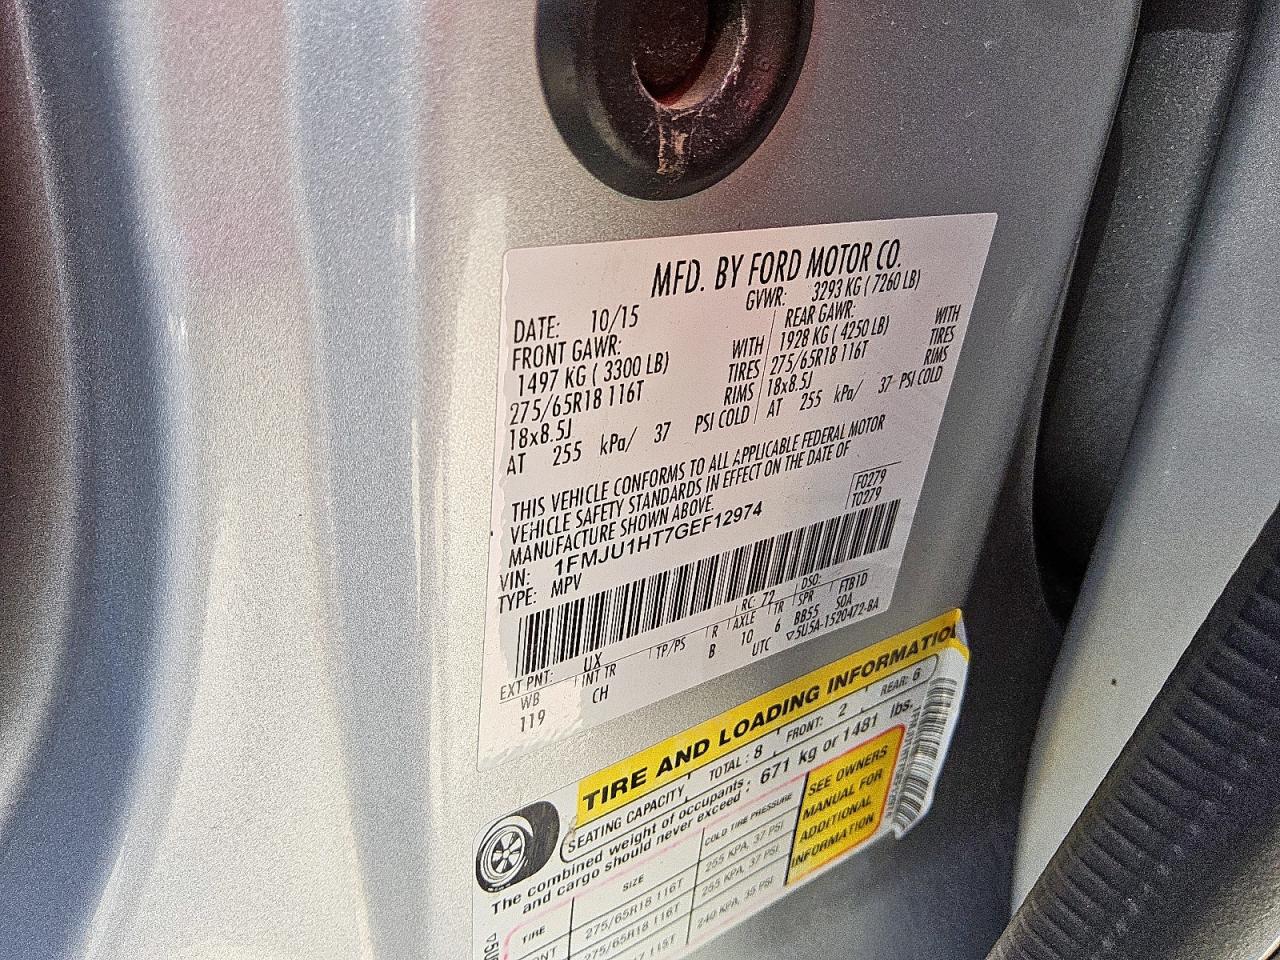 MFD. BY FORD MOTOR CO.
DATE: 10/15 GVWR: 3293 KG ( 7260 LB)
FRONT GAWR: REAR GAWR:
1497 KG ( 3300 LB) WITH 1928 KG ( 4250 LB) WITH
275/65R18 116T TIRES 275/65R18 116T TIRES
18x8.5J RIMS 18x8.5J RIMS
AT 255 kPa/ 37 PSI COLD AT 255 kPa/ 37 PSI COLD
THIS VEHICLE CONFORMS TO ALL APPLICABLE FEDERAL MOTOR
VEHICLE SAFETY STANDARDS IN EFFECT ON THE DATE OF
MANUFACTURE SHOWN ABOVE.
F0279
T0279
VIN: 1FMJU1HT7GEF12974
TYPE: MPV
EXT PNT: UX RC: 72 DSO:
WB INT TR TP/PS R AXLE TR SPR FTB1D
119 CH B 10 6 BB55 SOA
UTC ▽5U5A-1520472-BA
TIRE AND LOADING INFORMATION
SEATING CAPACITY, TOTAL: 8 FRONT: 2 REAR: 6
The combined weight of occupants
and cargo should never exceed : 671 kg or 1481 lbs.
TIRE SIZE COLD TIRE PRESSURE
275/65R18 116T 255 KPA, 37 PSI
275/65R18 116T 255 KPA, 37 PSI
115T 240 KPA, 35 PSI
SEE OWNERS
MANUAL FOR
ADDITIONAL
INFORMATION